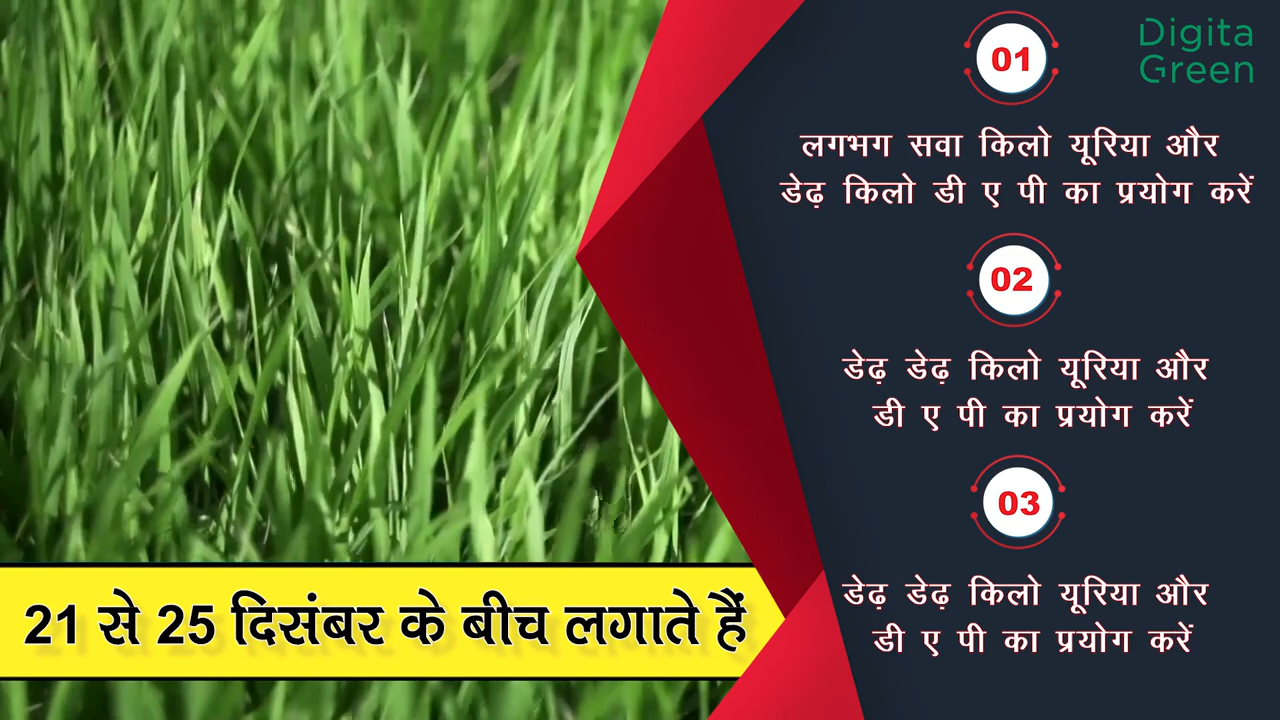 01
Digita
Green
लगभग सवा किलो यूरिया और
डेढ़ किलो डी ए पी का प्रयोग करें
02
डेढ़ डेढ़ किलो यूरिया और
डी ए पी का प्रयोग करें
03
डेढ़ डेढ़ किलो यूरिया और
डी ए पी का प्रयोग करें
21 से 25 दिसंबर के बीच लगाते हैं